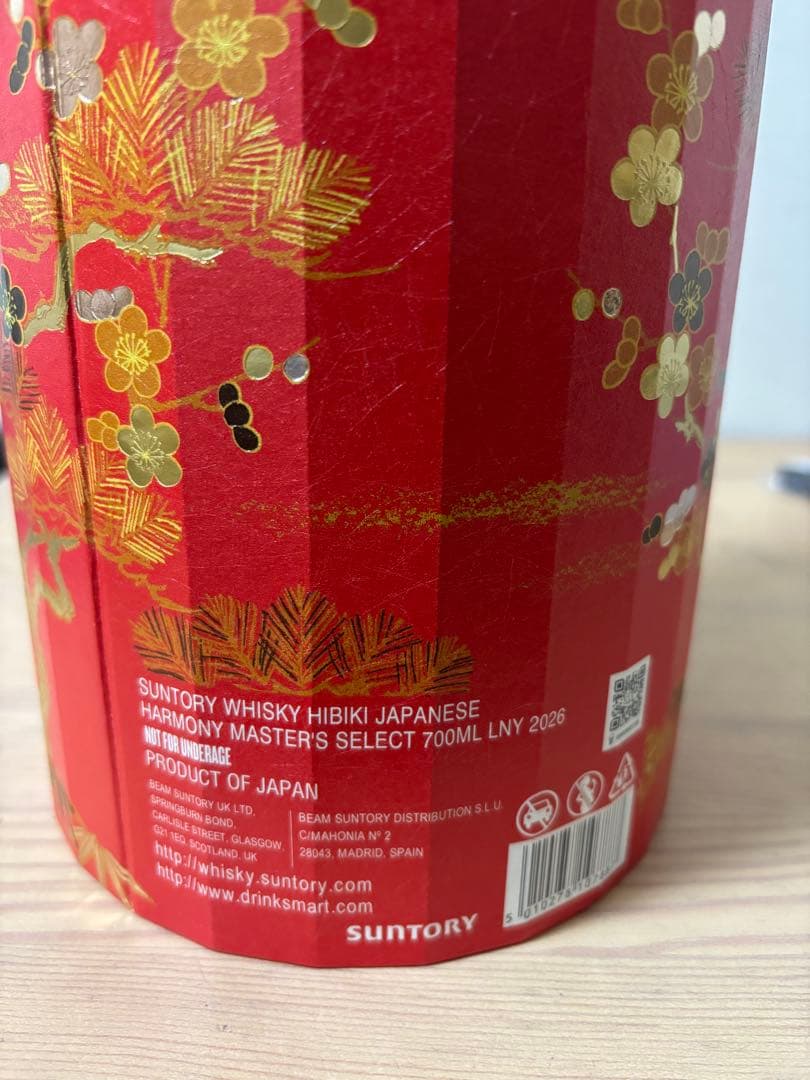 SUNTORY WHISKY HIBIKI JAPANESE
HARMONY MASTER'S SELECT 700ML LNY 2026
NOT FOR UNDERAGE
PRODUCT OF JAPAN
BEAM SUNTORY UK LTD,
SPRINGBURN BOND,
CARLISLE STREET, GLASGOW,
G21 1EQ, SCOTLAND, UK
BEAM SUNTORY DISTRIBUTION S.L.U.
C/MAHONIA Nº 2
28043, MADRID, SPAIN
http://whisky.suntory.com
http://www.drinksmart.com
SUNTORY